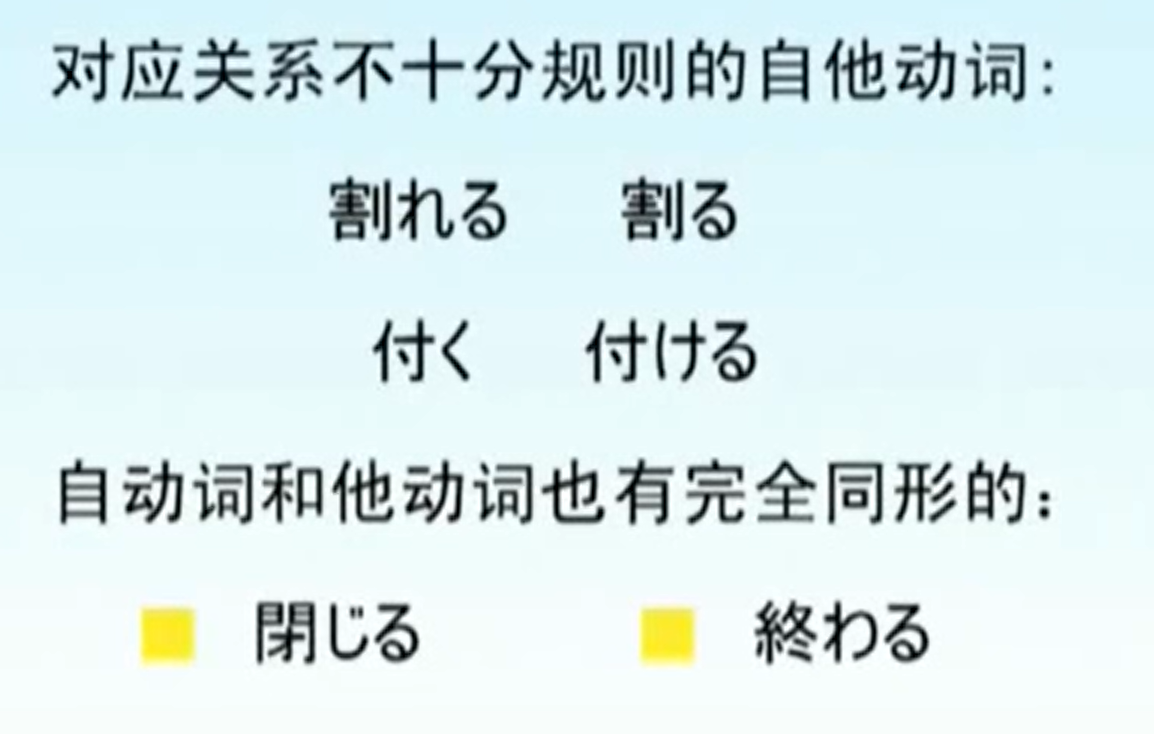 对应关系不十分规则的自他动词：
割れる 割る
付く 付ける
自动词和他动词也有完全同形的：
閉じる 終わる